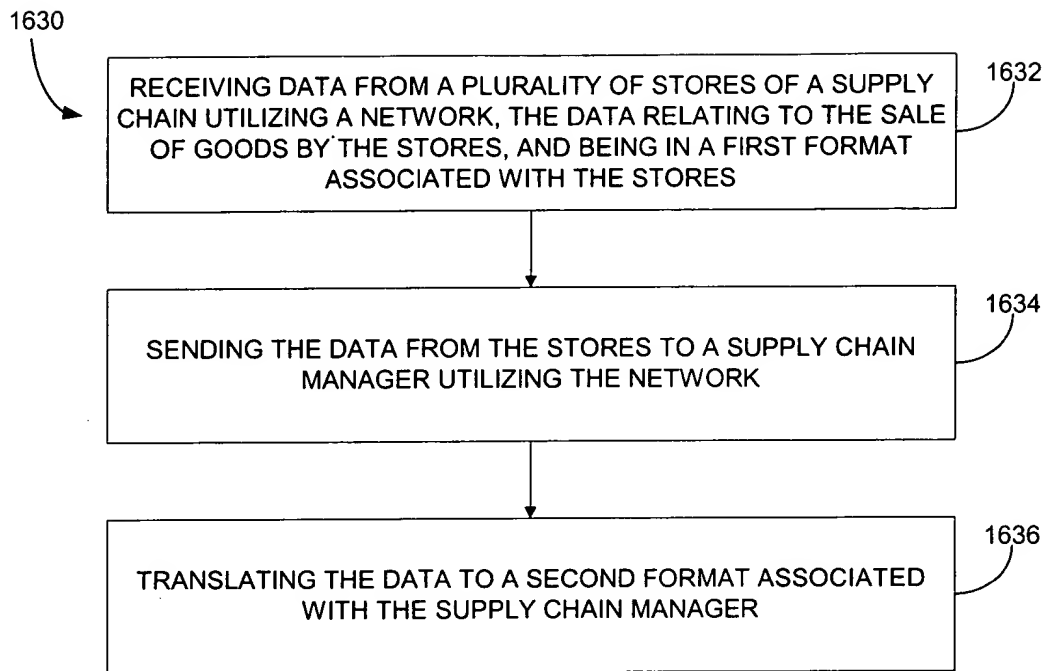 1630
1632
RECEIVING DATA FROM A PLURALITY OF STORES OF A SUPPLY
CHAIN UTILIZING A NETWORK, THE DATA RELATING TO THE SALE
OF GOODS BY THE STORES, AND BEING IN A FIRST FORMAT
ASSOCIATED WITH THE STORES
1634
SENDING THE DATA FROM THE STORES TO A SUPPLY CHAIN
MANAGER UTILIZING THE NETWORK
1636
TRANSLATING THE DATA TO A SECOND FORMAT ASSOCIATED
WITH THE SUPPLY CHAIN MANAGER